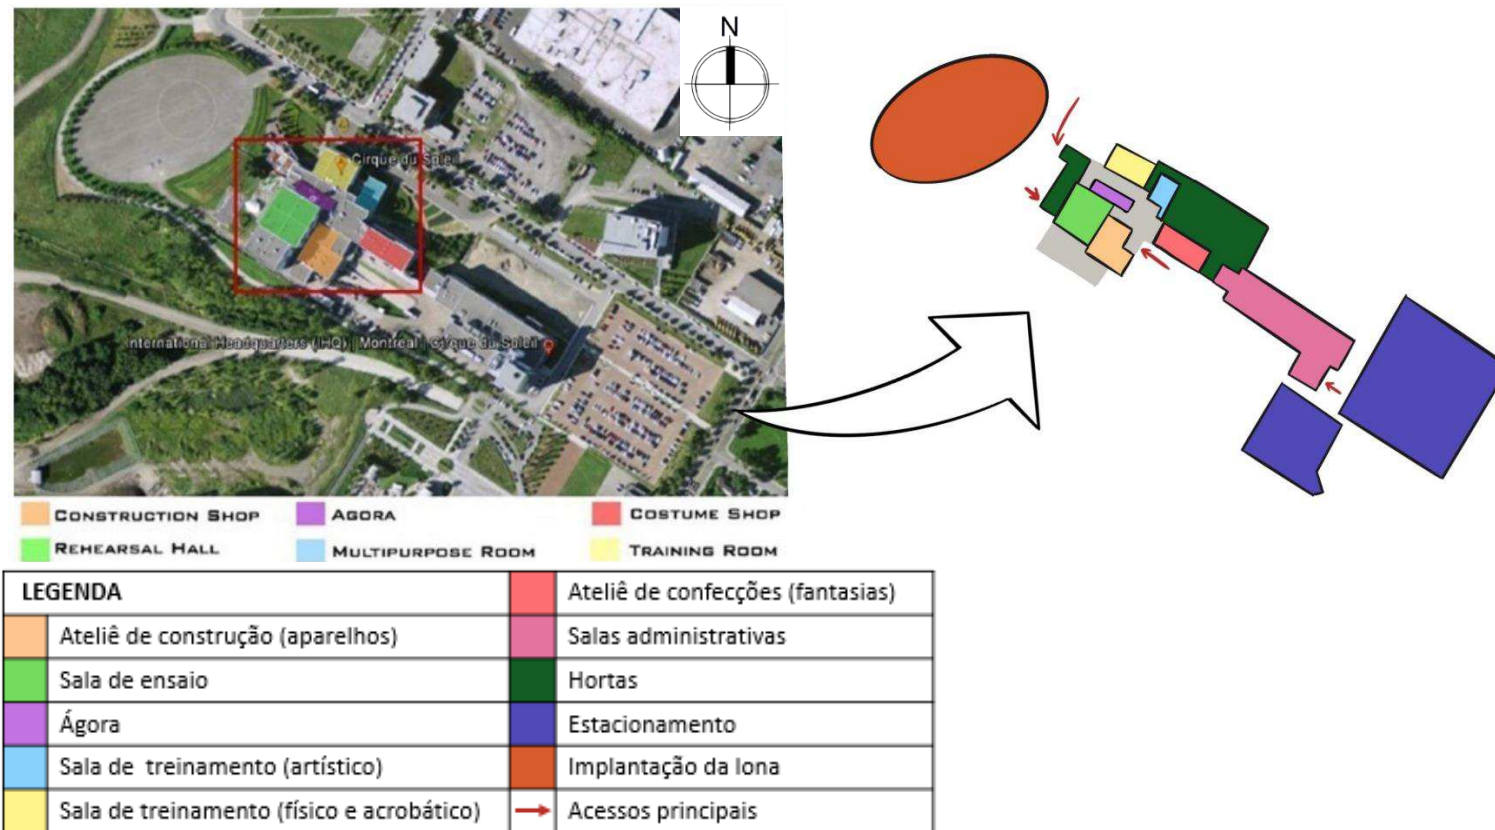 N
Cirque du Soleil
International Headquarters (IHQ) | Montreal | Cirque du Soleil
CONSTRUCTION SHOP
AGORA
COSTUME SHOP
REHEARSAL HALL
MULTIPURPOSE ROOM
TRAINING ROOM
LEGENDA
Ateliê de confecções (fantasias)
Ateliê de construção (aparelhos)
Salas administrativas
Sala de ensaio
Hortas
Ágora
Estacionamento
Sala de treinamento (artístico)
Implantação da lona
Sala de treinamento (físico e acrobático)
Acessos principais